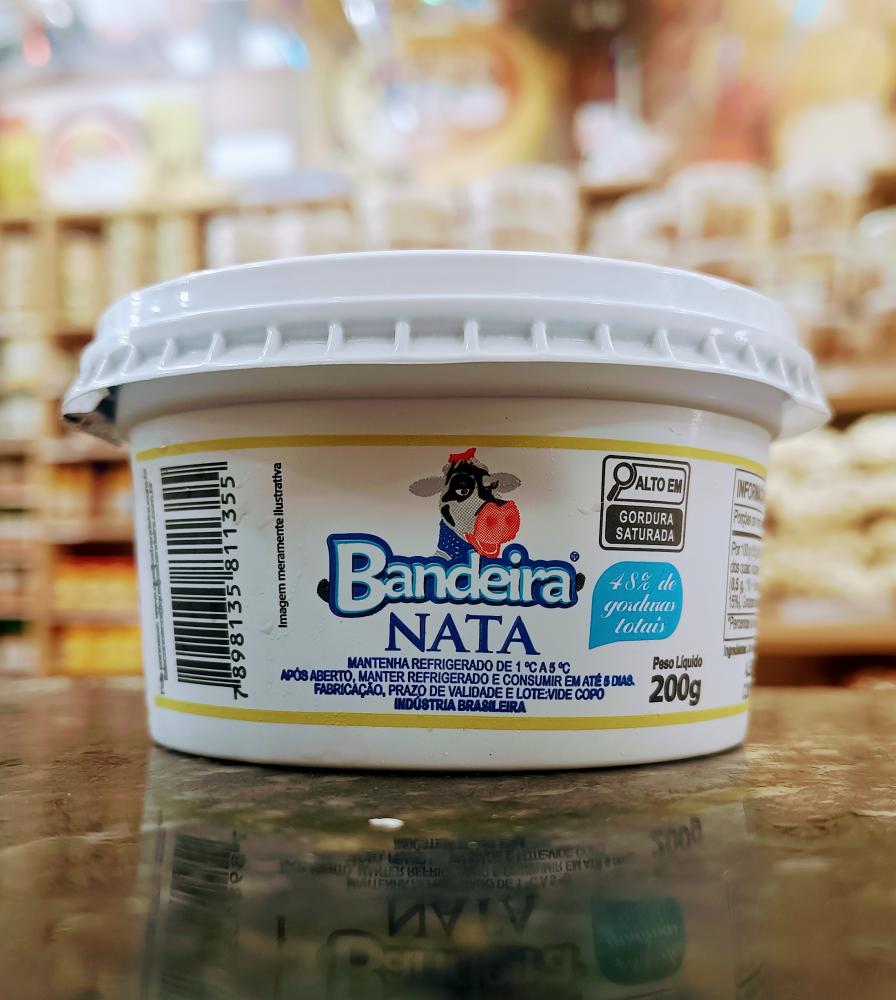 7 898135 811355
Imagem meramente ilustrativa
Bandeira®
NATA
MANTENHA REFRIGERADO DE 1 ºC A 5 ºC
APÓS ABERTO, MANTER REFRIGERADO E CONSUMIR EM ATÉ 5 DIAS.
FABRICAÇÃO, PRAZO DE VALIDADE E LOTE:VIDE COPO
INDÚSTRIA BRASILEIRA
ALTO EM
GORDURA
SATURADA
48% de
gorduras
totais
Peso Líquido
200g